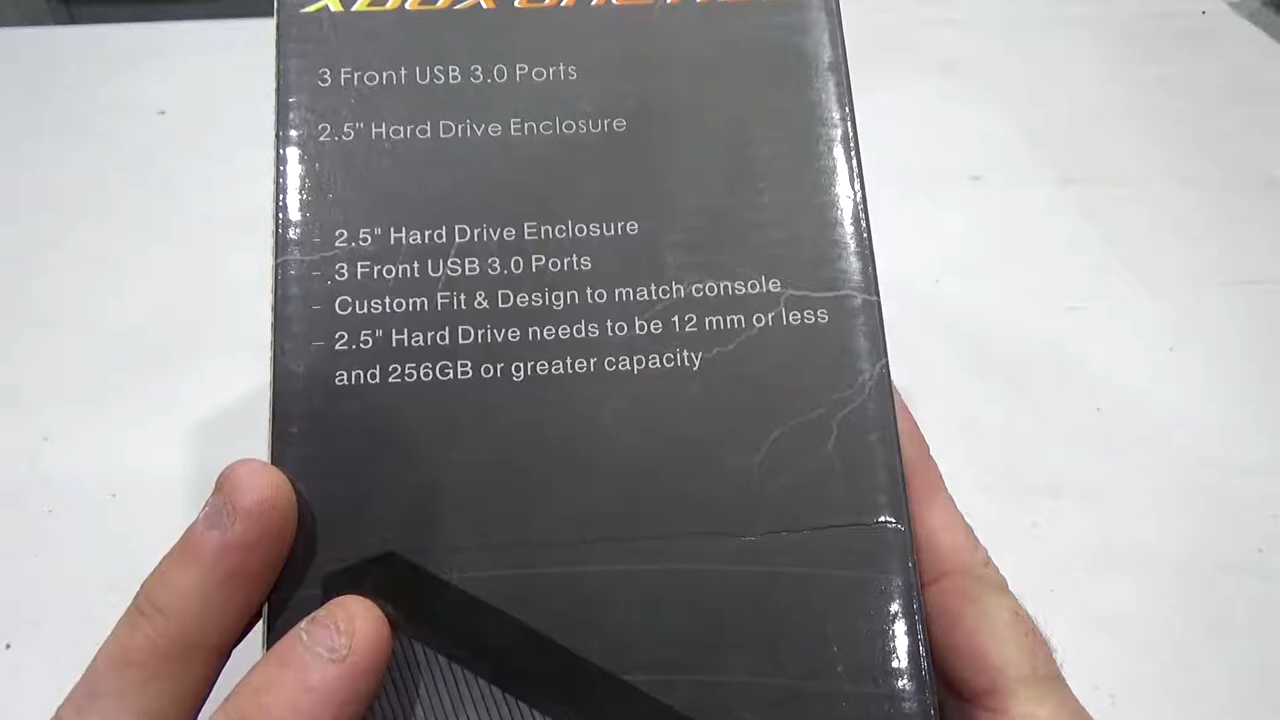 3 Front USB 3.0 Ports
2.5" Hard Drive Enclosure
- 2.5" Hard Drive Enclosure
- 3 Front USB 3.0 Ports
- Custom Fit & Design to match console
- 2.5" Hard Drive needs to be 12 mm or less
and 256GB or greater capacity